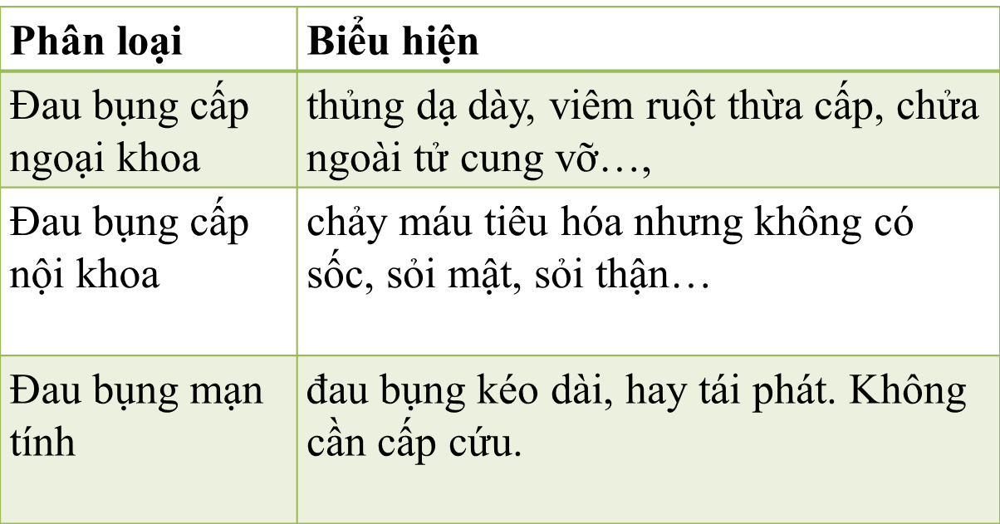 Phân loại
Biểu hiện
Đau bụng cấp
ngoại khoa
thủng dạ dày, viêm ruột thừa cấp, chửa
ngoài tử cung vỡ…,
Đau bụng cấp
nội khoa
chảy máu tiêu hóa nhưng không có
sốc, sỏi mật, sỏi thận…
Đau bụng mạn
tính
đau bụng kéo dài, hay tái phát. Không
cần cấp cứu.